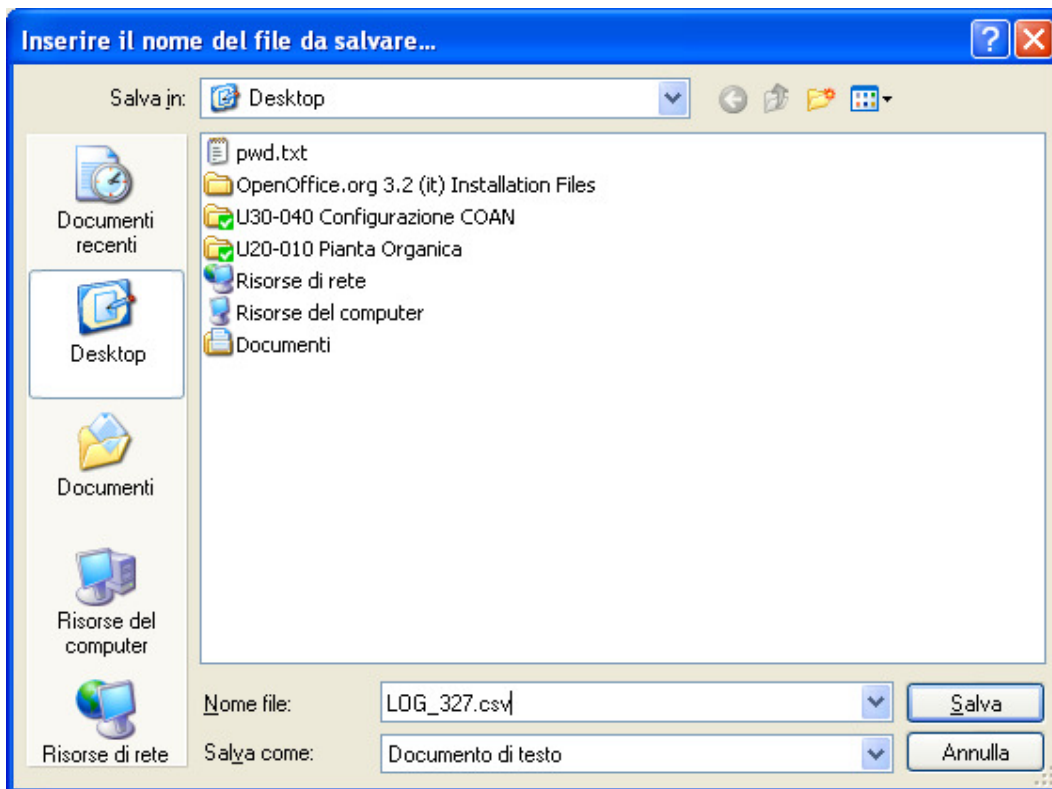 Inserire il nome del file da salvare...
Salva in:
Desktop
Documenti
recenti
Desktop
Documenti
Risorse del
computer
Risorse di rete
pwd.txt
OpenOffice.org 3.2 (it) Installation Files
U30-040 Configurazione COAN
U20-010 Pianta Organica
Risorse di rete
Risorse del computer
Documenti
Nome file:
LOG_327.csv
Salva
Salva come:
Documento di testo
Annulla